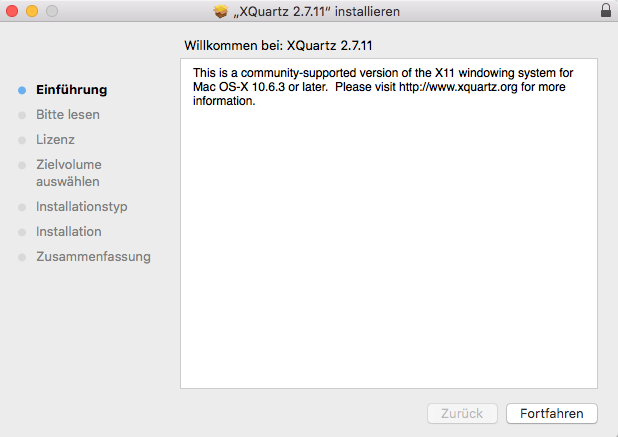 „XQuartz 2.7.11“ installieren
Willkommen bei: XQuartz 2.7.11
Einführung
Bitte lesen
Lizenz
Zielvolume
auswählen
Installationstyp
Installation
Zusammenfassung
This is a community-supported version of the X11 windowing system for
Mac OS-X 10.6.3 or later.  Please visit http://www.xquartz.org for more
information.
Zurück
Fortfahren